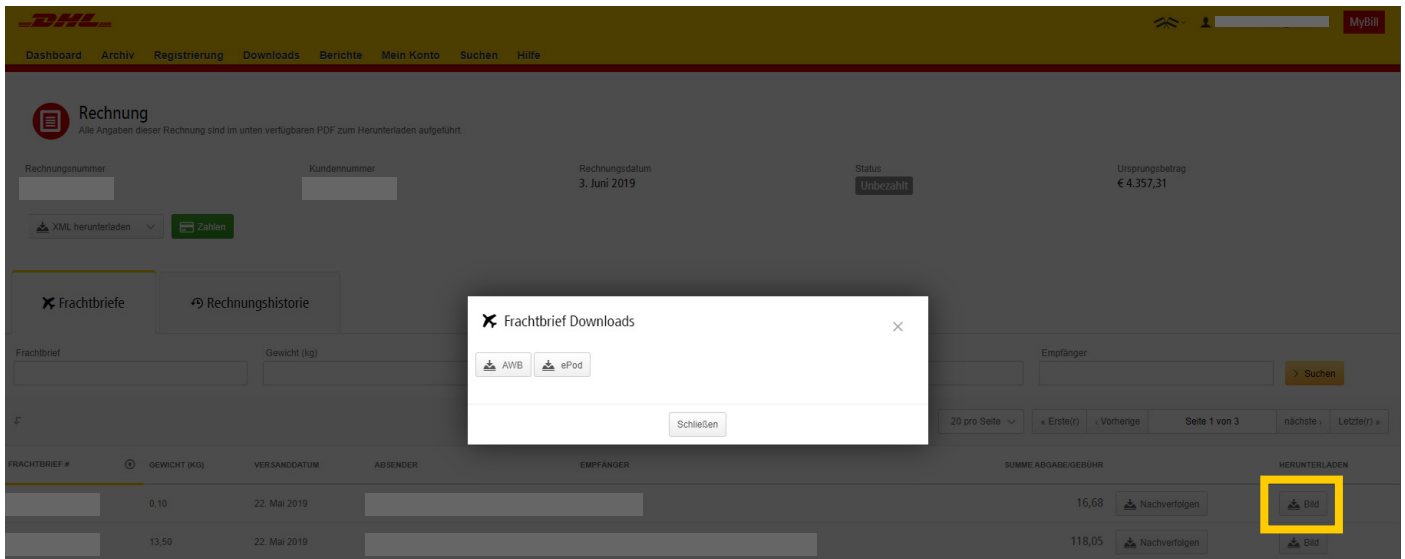 DHL
MyBill
Dashboard Archiv Registrierung Downloads Berichte Mein Konto Suchen Hilfe
Rechnung
Alle Angaben dieser Rechnung sind im unten verfügbaren PDF zum Herunterladen aufgeführt.
Rechnungsnummer Kundennummer Rechnungsdatum Status Ursprungsbetrag
3. Juni 2019 Unbezahlt € 4.357,31
XML herunterladen Zahlen
Frachtbriefe Rechnungshistorie
Frachtbrief Downloads ×
Frachtbrief Gewicht (kg) Empfänger
AWB ePod
> Suchen
Schließen
20 pro Seite « Erste(r) ‹ Vorherige Seite 1 von 3 nächste › Letzte(r) »
FRACHTBRIEF # GEWICHT (KG) VERSANDDATUM ABSENDER EMPFÄNGER SUMME ABGABE/GEBÜHR HERUNTERLADEN
0,10 22. Mai 2019 16,68 Nachverfolgen Bild
13,50 22. Mai 2019 118,05 Nachverfolgen Bild